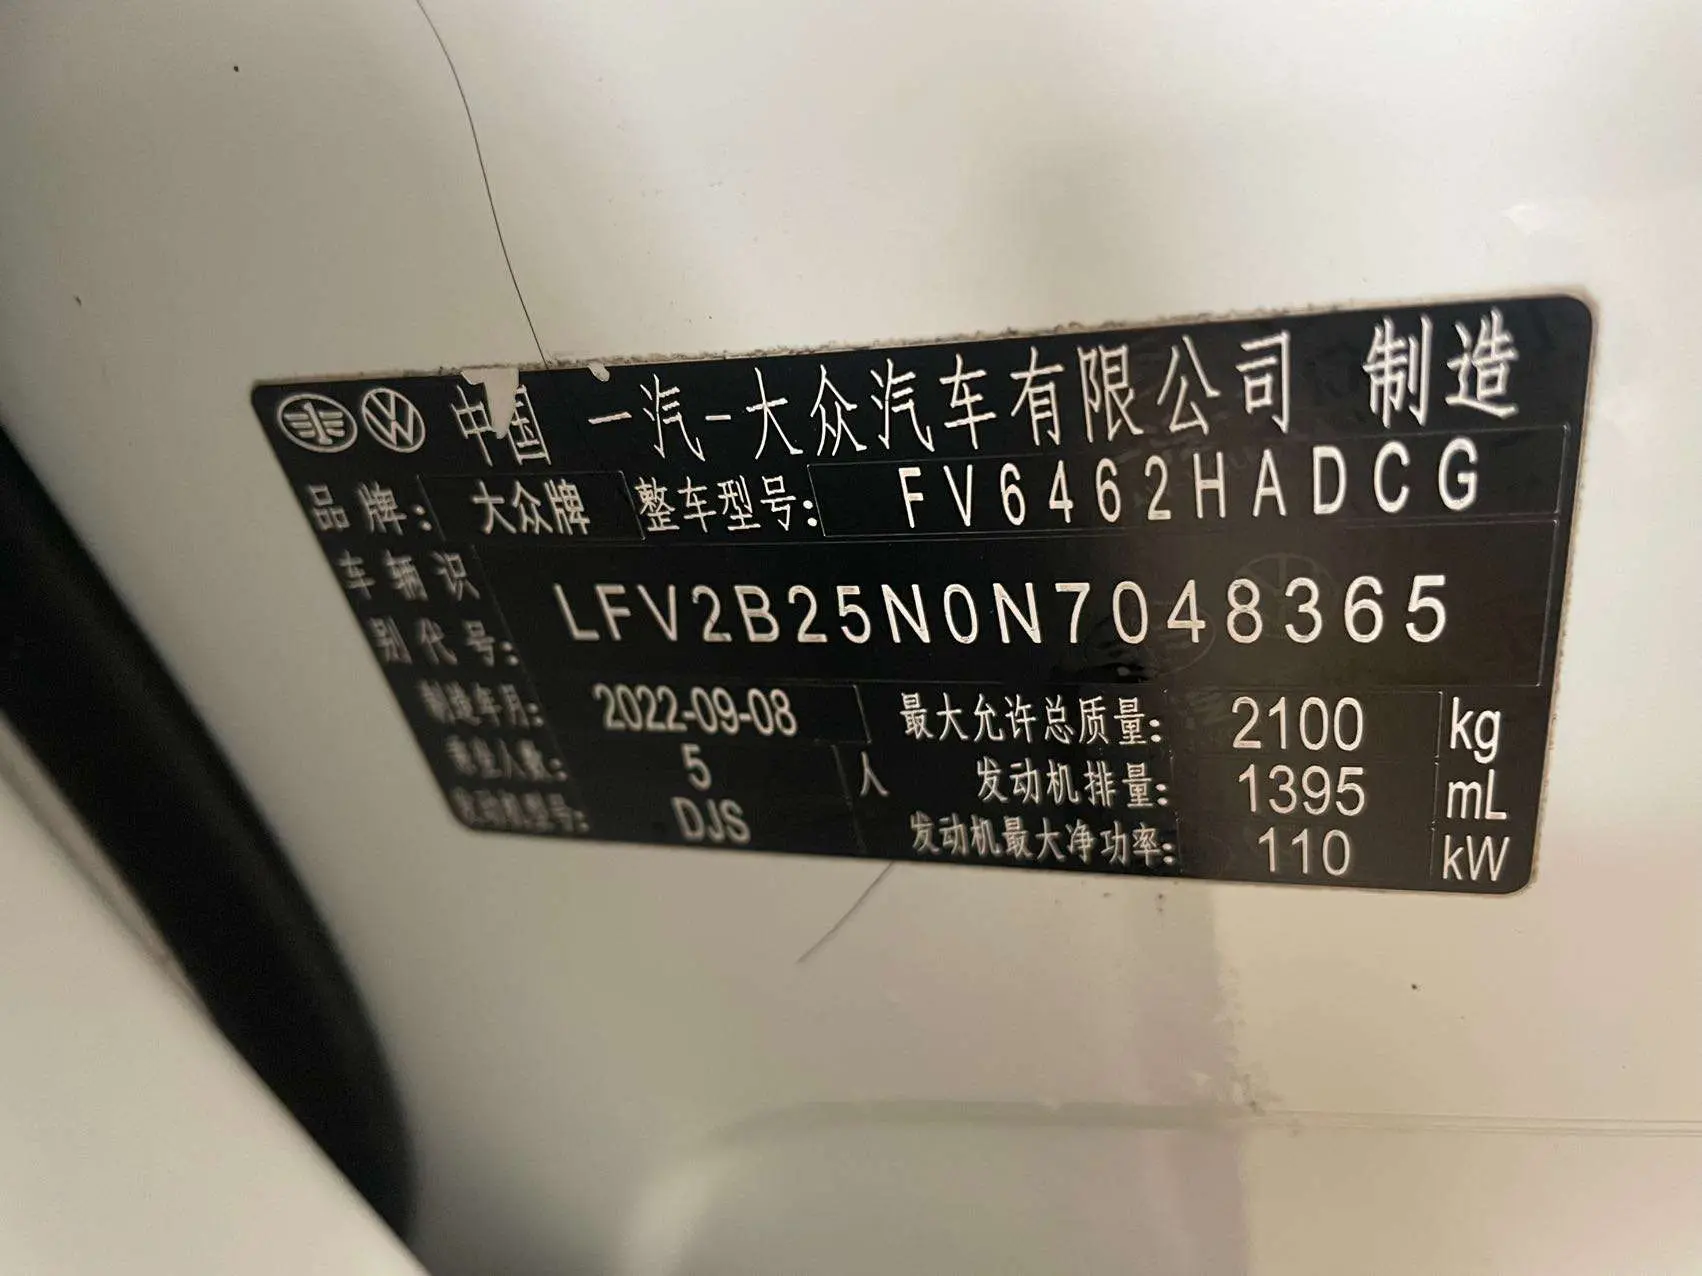 中国 一汽-大众汽车有限公司 制造
品牌: 大众牌 整车型号: FV6462HADCG
车辆识别代号: LFV2B25N0N7048365
制造年月: 2022-09-08 最大允许总质量: 2100 kg
乘坐人数: 5 人 发动机排量: 1395 mL
发动机型号: DJS 发动机最大净功率: 110 kW